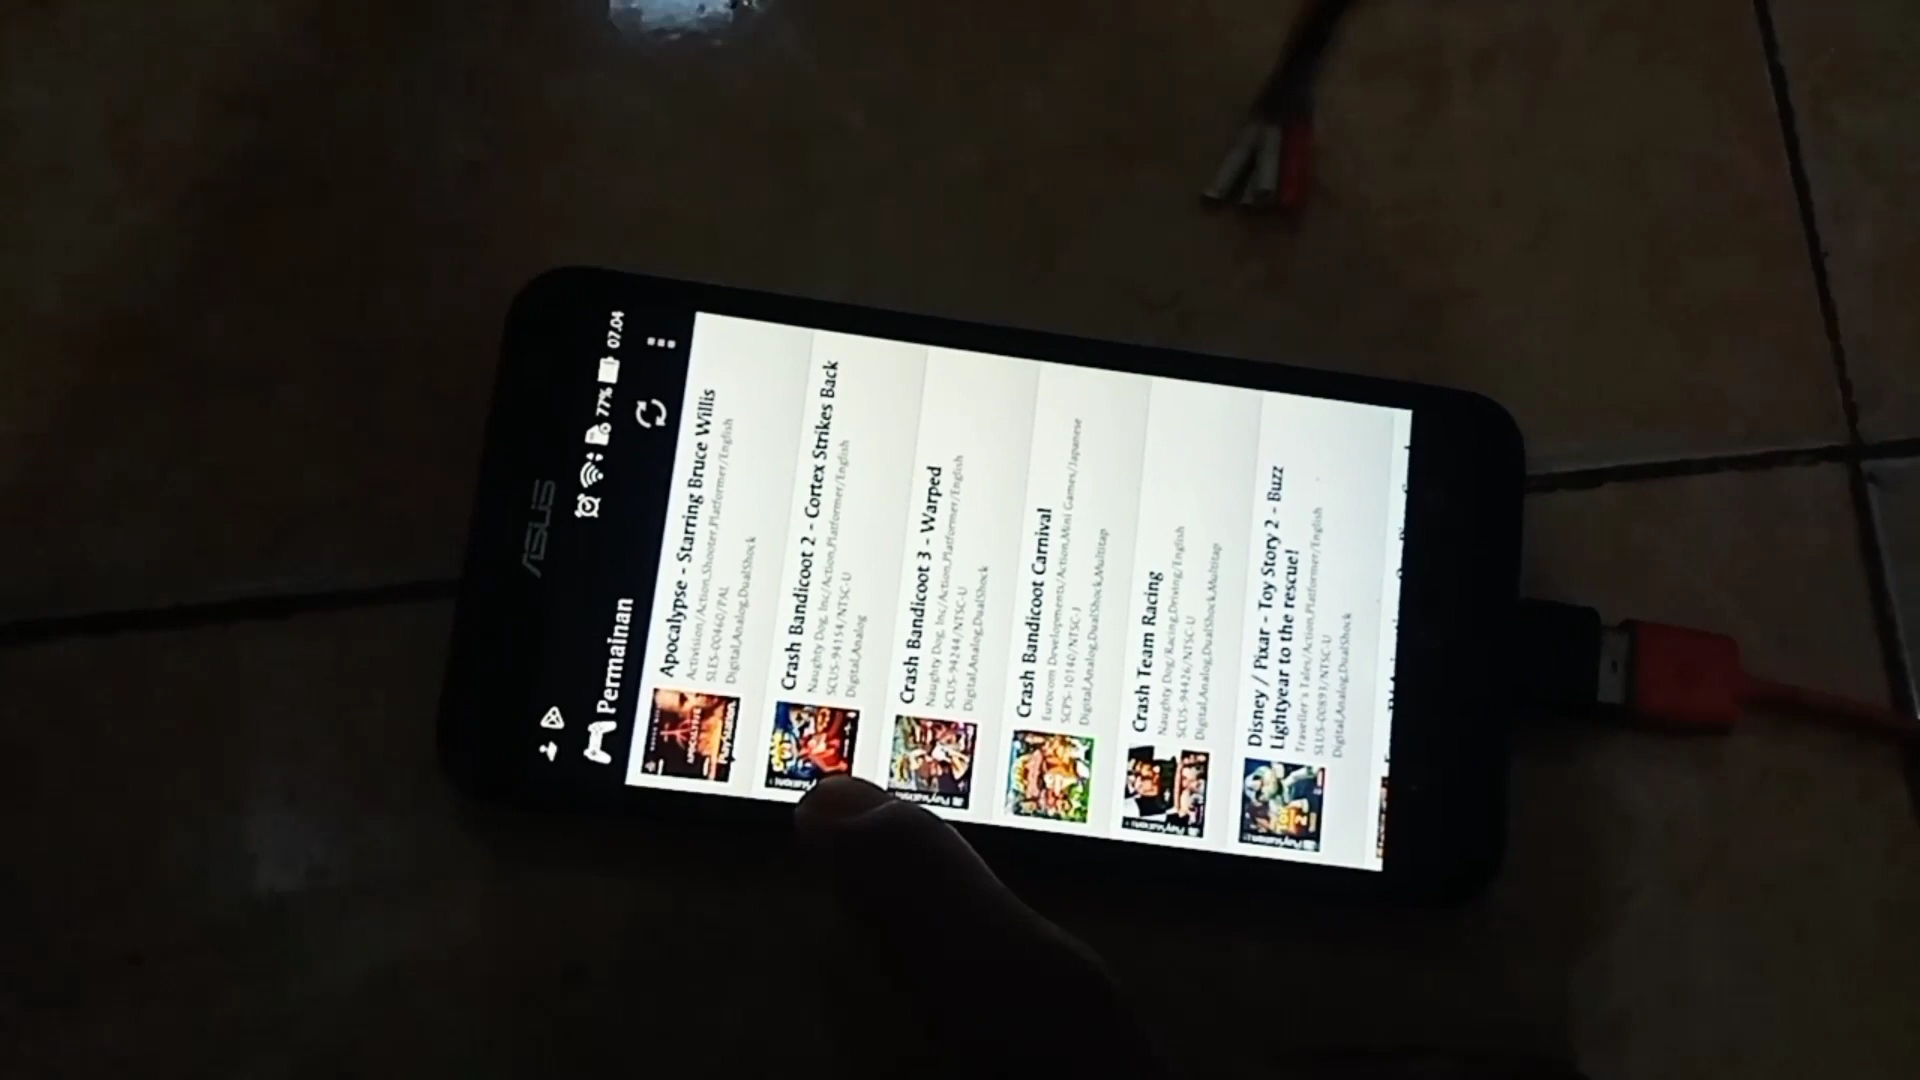 ASUS
77% 07.04
Permainan
Apocalypse - Starring Bruce Willis
Activision/Action,Shooter,Platformer/English
SLES-00460/PAL
Digital,Analog,DualShock
Crash Bandicoot 2 - Cortex Strikes Back
Naughty Dog, Inc/Action,Platformer/English
SCUS-94154/NTSC-U
Digital,Analog
Crash Bandicoot 3 - Warped
Naughty Dog, Inc/Action,Platformer/English
SCUS-94244/NTSC-U
Digital,Analog,DualShock
Crash Bandicoot Carnival
Eurocom Developments/Action,Mini Games/Japanese
SCPS-10140/NTSC-J
Digital,Analog,DualShock,Multitap
Crash Team Racing
Naughty Dog/Racing,Driving/English
SCUS-94426/NTSC-U
Digital,Analog,DualShock,Multitap
Disney / Pixar - Toy Story 2 - Buzz
Lightyear to the rescue!
Traveller's Tales/Action,Platformer/English
SLUS-00893/NTSC-U
Digital,Analog,DualShock